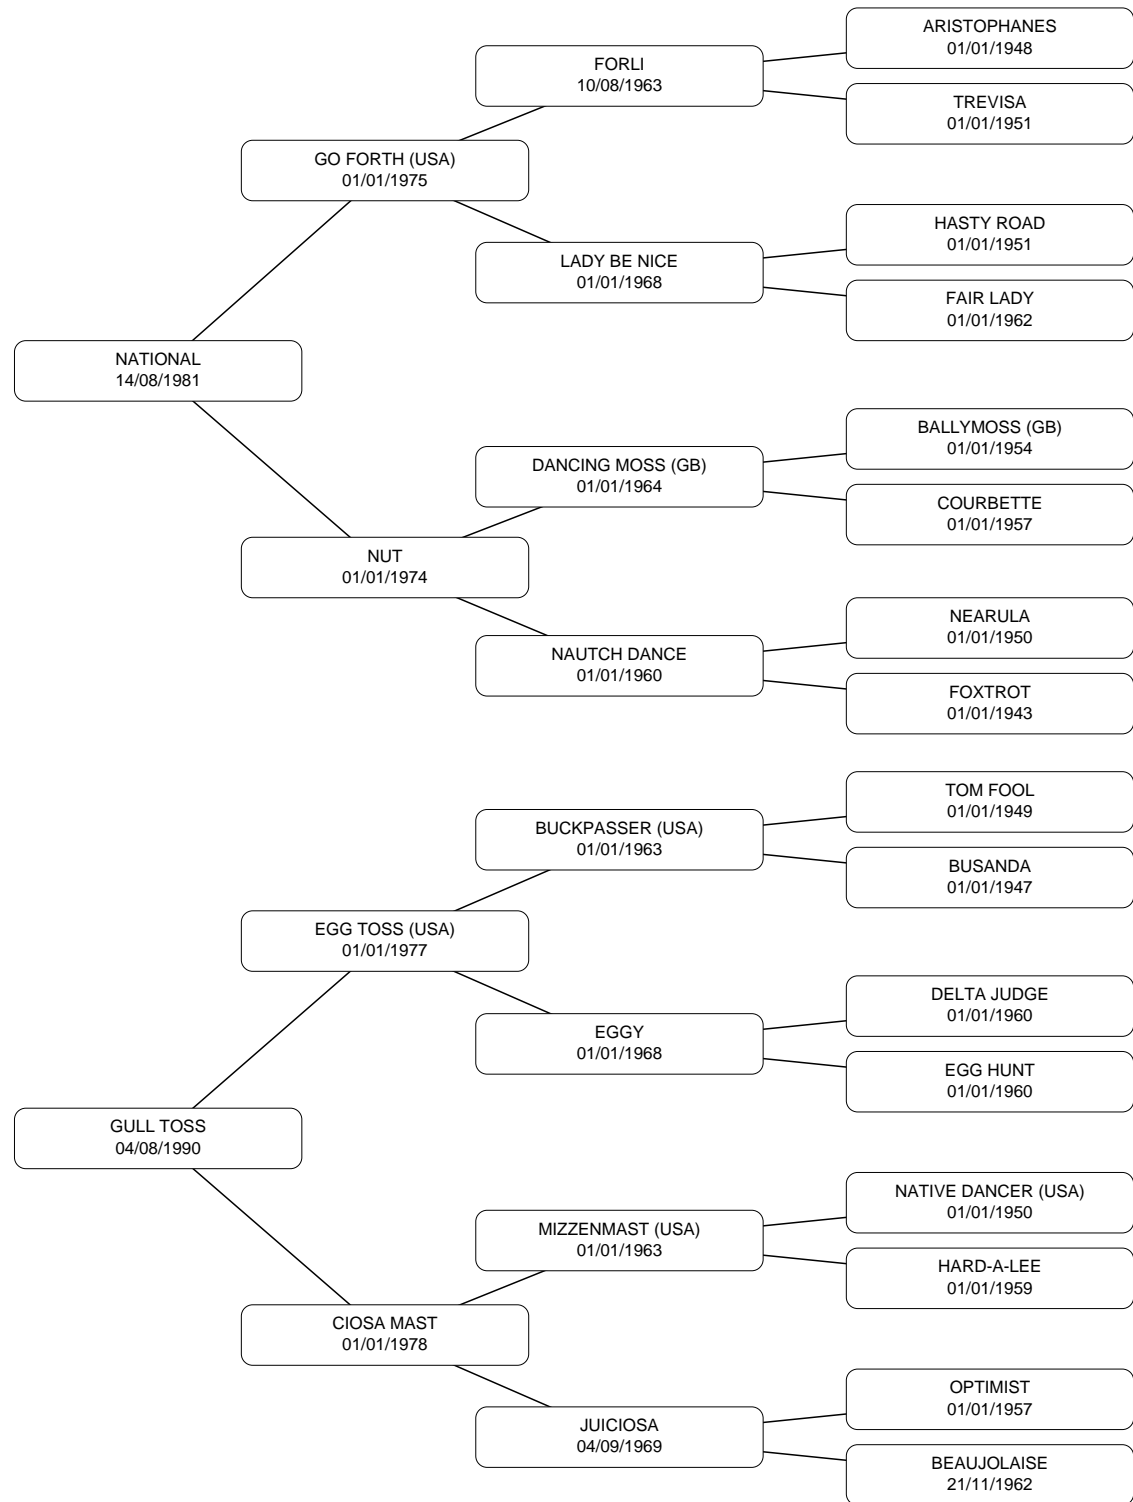 ARISTOPHANES
01/01/1948
FORLI
10/08/1963
TREVISA
01/01/1951
GO FORTH (USA)
01/01/1975
HASTY ROAD
01/01/1951
LADY BE NICE
01/01/1968
FAIR LADY
01/01/1962
NATIONAL
14/08/1981
BALLYMOSS (GB)
01/01/1954
DANCING MOSS (GB)
01/01/1964
COURBETTE
01/01/1957
NUT
01/01/1974
NEARULA
01/01/1950
NAUTCH DANCE
01/01/1960
FOXTROT
01/01/1943
TOM FOOL
01/01/1949
BUCKPASSER (USA)
01/01/1963
BUSANDA
01/01/1947
EGG TOSS (USA)
01/01/1977
DELTA JUDGE
01/01/1960
EGGY
01/01/1968
EGG HUNT
01/01/1960
GULL TOSS
04/08/1990
NATIVE DANCER (USA)
01/01/1950
MIZZENMAST (USA)
01/01/1963
HARD-A-LEE
01/01/1959
CIOSA MAST
01/01/1978
OPTIMIST
01/01/1957
JUICIOSA
04/09/1969
BEAUJOLAISE
21/11/1962